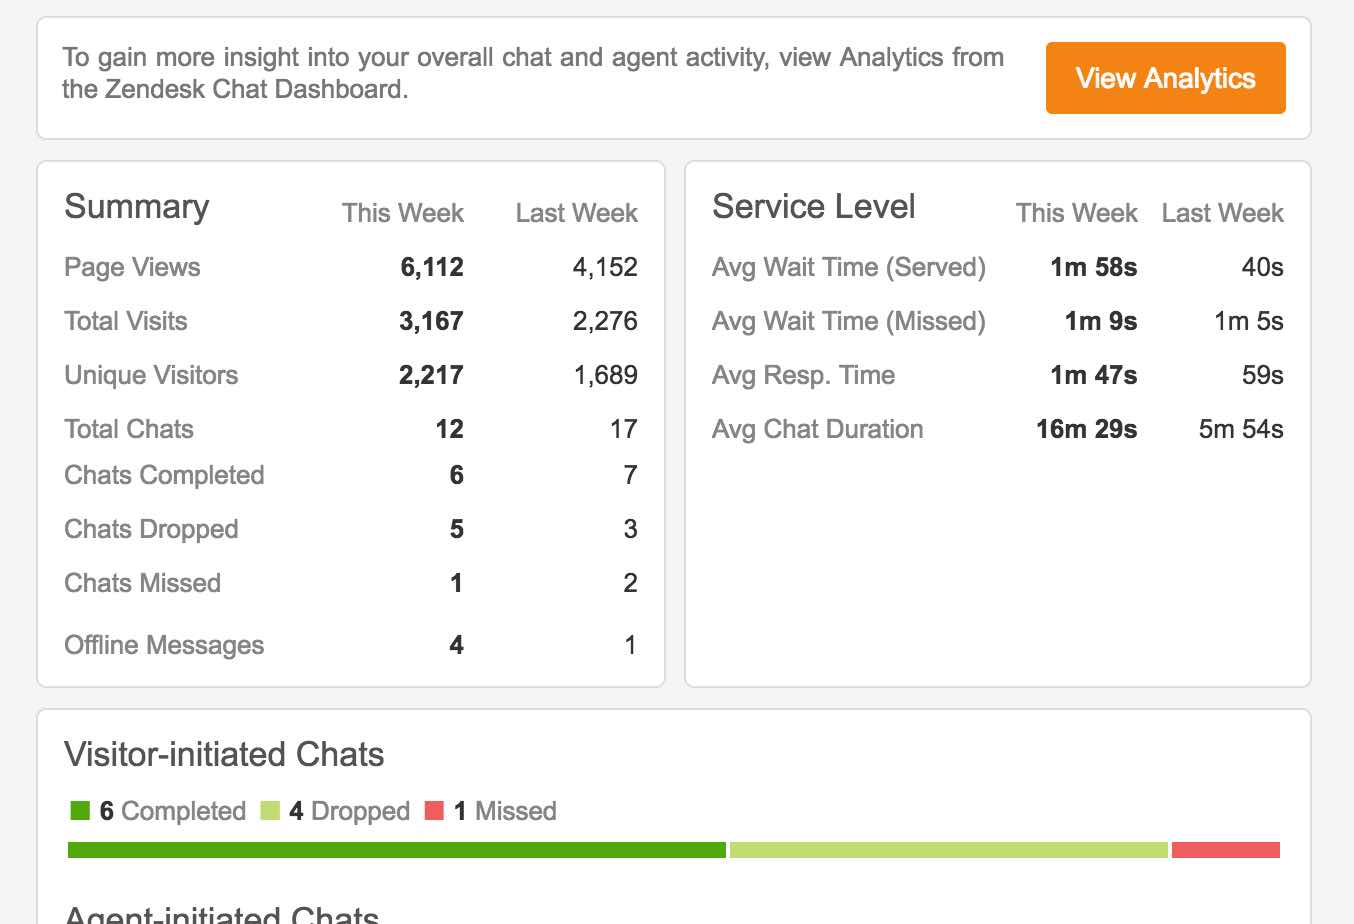 To gain more insight into your overall chat and agent activity, view Analytics from
the Zendesk Chat Dashboard.
View Analytics
Summary This Week Last Week
Page Views 6,112 4,152
Total Visits 3,167 2,276
Unique Visitors 2,217 1,689
Total Chats 12 17
Chats Completed 6 7
Chats Dropped 5 3
Chats Missed 1 2
Offline Messages 4 1
Service Level This Week Last Week
Avg Wait Time (Served) 1m 58s 40s
Avg Wait Time (Missed) 1m 9s 1m 5s
Avg Resp. Time 1m 47s 59s
Avg Chat Duration 16m 29s 5m 54s
Visitor-initiated Chats
6 Completed 4 Dropped 1 Missed
Agent-initiated Chats